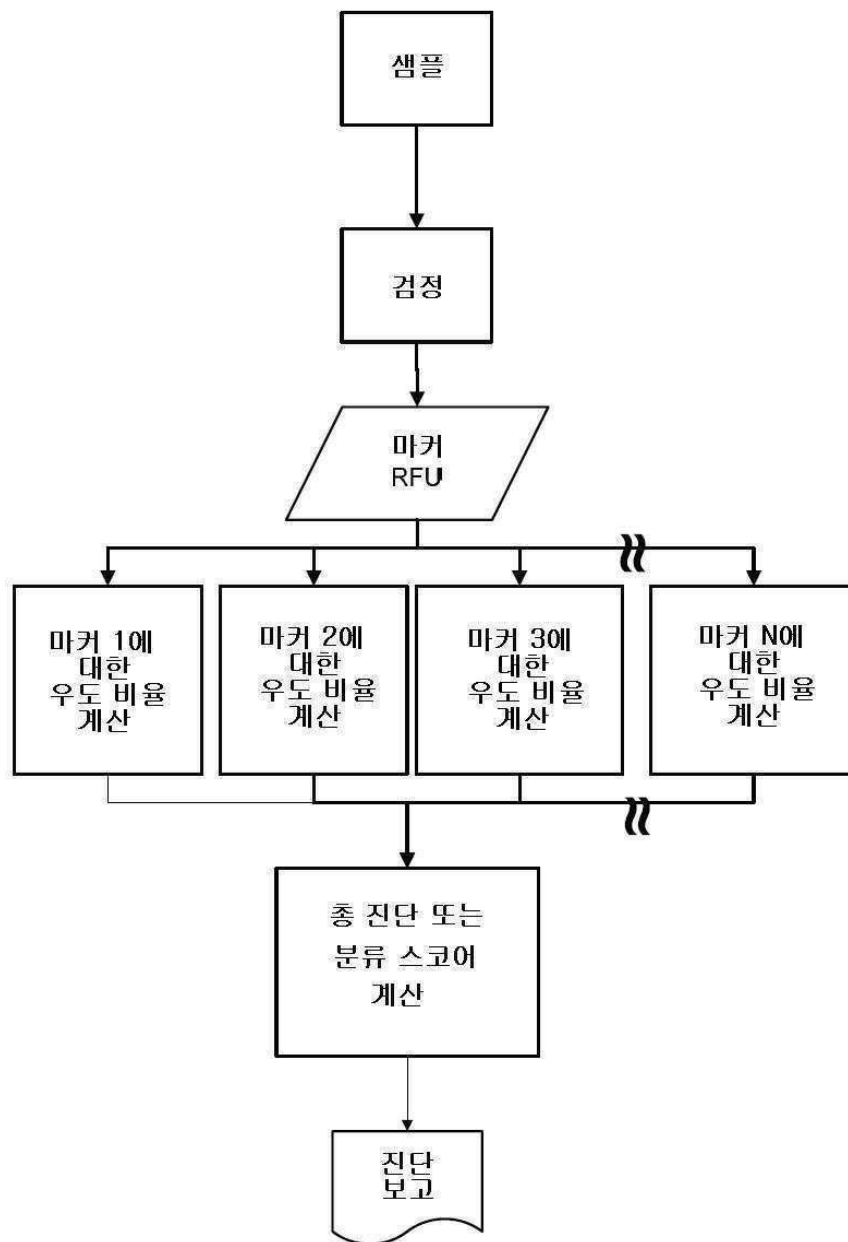 샘플
검정
마커
RFU
마커 1에
대한
우도 비율
계산
마커 2에
대한
우도 비율
계산
마커 3에
대한
우도 비율
계산
마커 N에
대한
우도 비율
계산
총 진단 또는
분류 스코어
계산
진단
보고